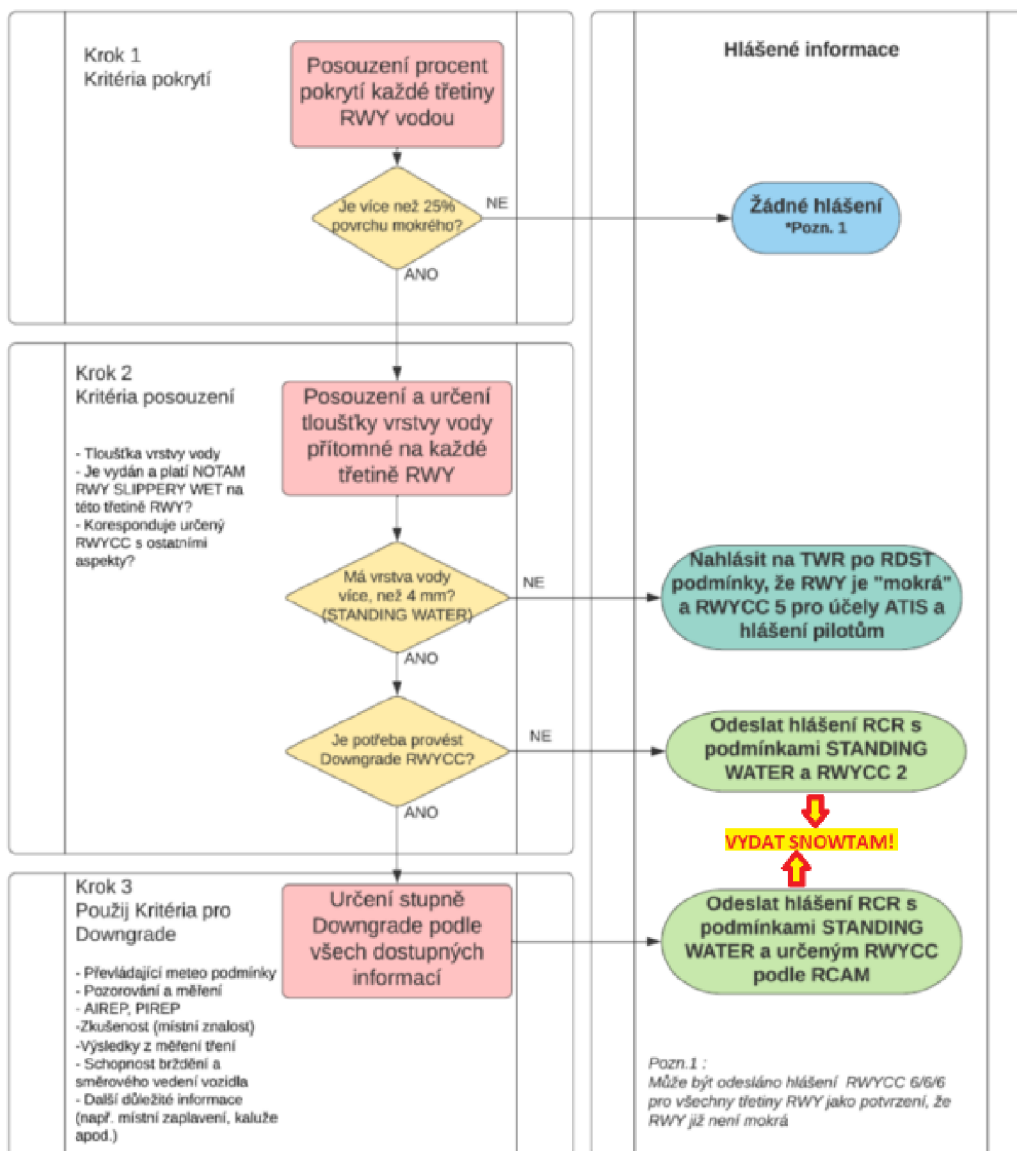 Krok 1
Kritéria pokrytí
Posouzení procent
pokrytí každé třetiny
RWY vodou
Je více než 25%
povrchu mokrého?
NE
ANO
Hlášené informace
Žádné hlášení
*Pozn. 1
Krok 2
Kritéria posouzení
- Tloušťka vrstvy vody
- Je vydán a platí NOTAM
RWY SLIPPERY WET na
této třetině RWY?
- Koresponduje určený
RWYCC s ostatními
aspekty?
Posouzení a určení
tloušťky vrstvy vody
přítomné na každé
třetině RWY
Má vrstva vody
více, než 4 mm?
(STANDING WATER)
NE
ANO
Nahlásit na TWR po RDST
podmínky, že RWY je "mokrá"
a RWYCC 5 pro účely ATIS a
hlášení pilotům
Je potřeba provést
Downgrade RWYCC?
NE
ANO
Odeslat hlášení RCR s
podmínkami STANDING
WATER a RWYCC 2
VYDAT SNOWTAM!
Krok 3
Použij Kritéria pro
Downgrade
- Převládající meteo podmínky
- Pozorování a měření
- AIREP, PIREP
-Zkušenost (místní znalost)
-Výsledky z měření tření
- Schopnost brždění a
směrového vedení vozidla
- Další důležité informace
(např. místní zaplavení, kaluže
apod.)
Určení stupně
Downgrade podle
všech dostupných
informací
Odeslat hlášení RCR s
podmínkami STANDING
WATER a určeným RWYCC
podle RCAM
Pozn.1 :
Může být odesláno hlášení RWYCC 6/6/6
pro všechny třetiny RWY jako potvrzení, že
RWY již není mokrá